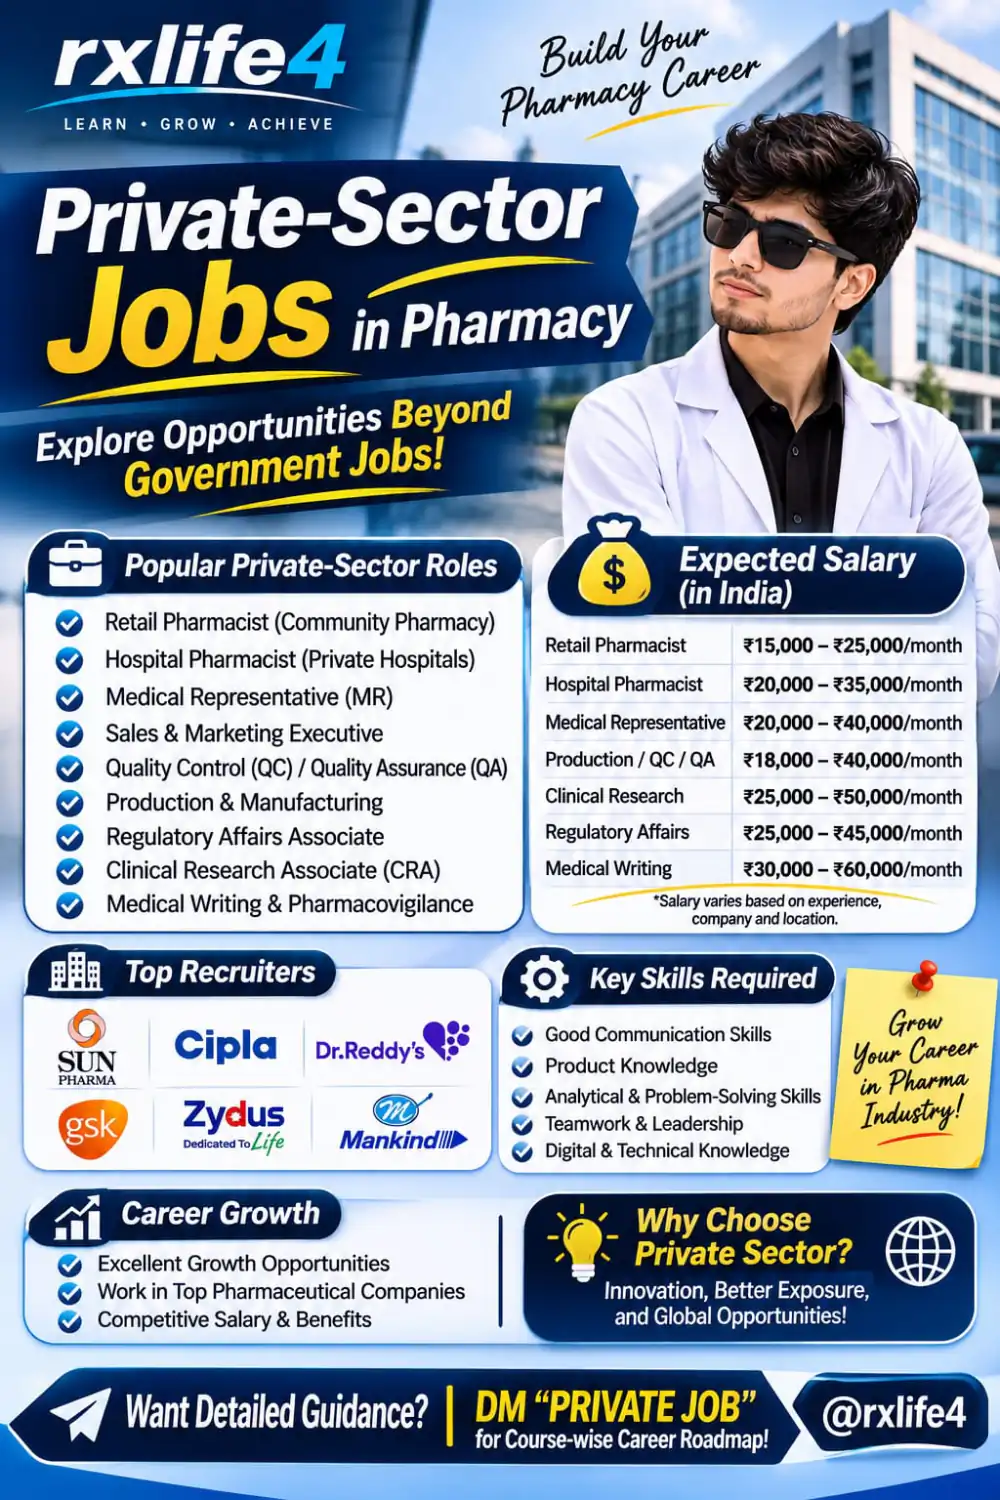 rxlife4
LEARN • GROW • ACHIEVE
Build Your
Pharmacy Career
Private-Sector
Jobs in Pharmacy
Explore Opportunities Beyond
Government Jobs!
Popular Private-Sector Roles
Retail Pharmacist (Community Pharmacy)
Hospital Pharmacist (Private Hospitals)
Medical Representative (MR)
Sales & Marketing Executive
Quality Control (QC) / Quality Assurance (QA)
Production & Manufacturing
Regulatory Affairs Associate
Clinical Research Associate (CRA)
Medical Writing & Pharmacovigilance
$
Expected Salary
(in India)
Retail Pharmacist ₹15,000 – ₹25,000/month
Hospital Pharmacist ₹20,000 – ₹35,000/month
Medical Representative ₹20,000 – ₹40,000/month
Production / QC / QA ₹18,000 – ₹40,000/month
Clinical Research ₹25,000 – ₹50,000/month
Regulatory Affairs ₹25,000 – ₹45,000/month
Medical Writing ₹30,000 – ₹60,000/month
*Salary varies based on experience,
company and location.
Top Recruiters
SUN
PHARMA
Cipla
Dr.Reddy's
gsk
Zydus
Dedicated To Life
m
Mankind
Key Skills Required
Good Communication Skills
Product Knowledge
Analytical & Problem-Solving Skills
Teamwork & Leadership
Digital & Technical Knowledge
Grow
Your Career
in Pharma
Industry!
Career Growth
Excellent Growth Opportunities
Work in Top Pharmaceutical Companies
Competitive Salary & Benefits
Why Choose
Private Sector?
Innovation, Better Exposure,
and Global Opportunities!
Want Detailed Guidance?
DM “PRIVATE JOB”
for Course-wise Career Roadmap!
@rxlife4